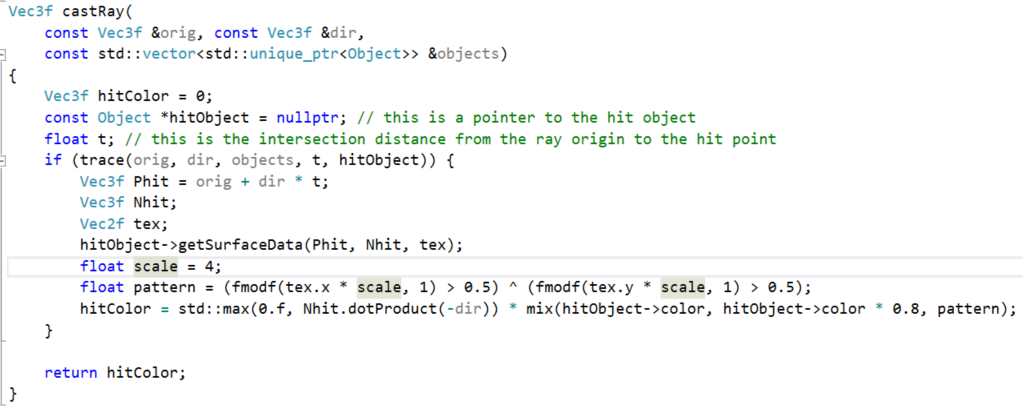 Vec3f castRay(
    const Vec3f &orig, const Vec3f &dir,
    const std::vector<std::unique_ptr<Object>> &objects)
{
    Vec3f hitColor = 0;
    const Object *hitObject = nullptr; // this is a pointer to the hit object
    float t; // this is the intersection distance from the ray origin to the hit point
    if (trace(orig, dir, objects, t, hitObject)) {
        Vec3f Phit = orig + dir * t;
        Vec3f Nhit;
        Vec2f tex;
        hitObject->getSurfaceData(Phit, Nhit, tex);
        float scale = 4;
        float pattern = (fmodf(tex.x * scale, 1) > 0.5) ^ (fmodf(tex.y * scale, 1) > 0.5);
        hitColor = std::max(0.f, Nhit.dotProduct(-dir)) * mix(hitObject->color, hitObject->color * 0.8, pattern);
    }

    return hitColor;
}